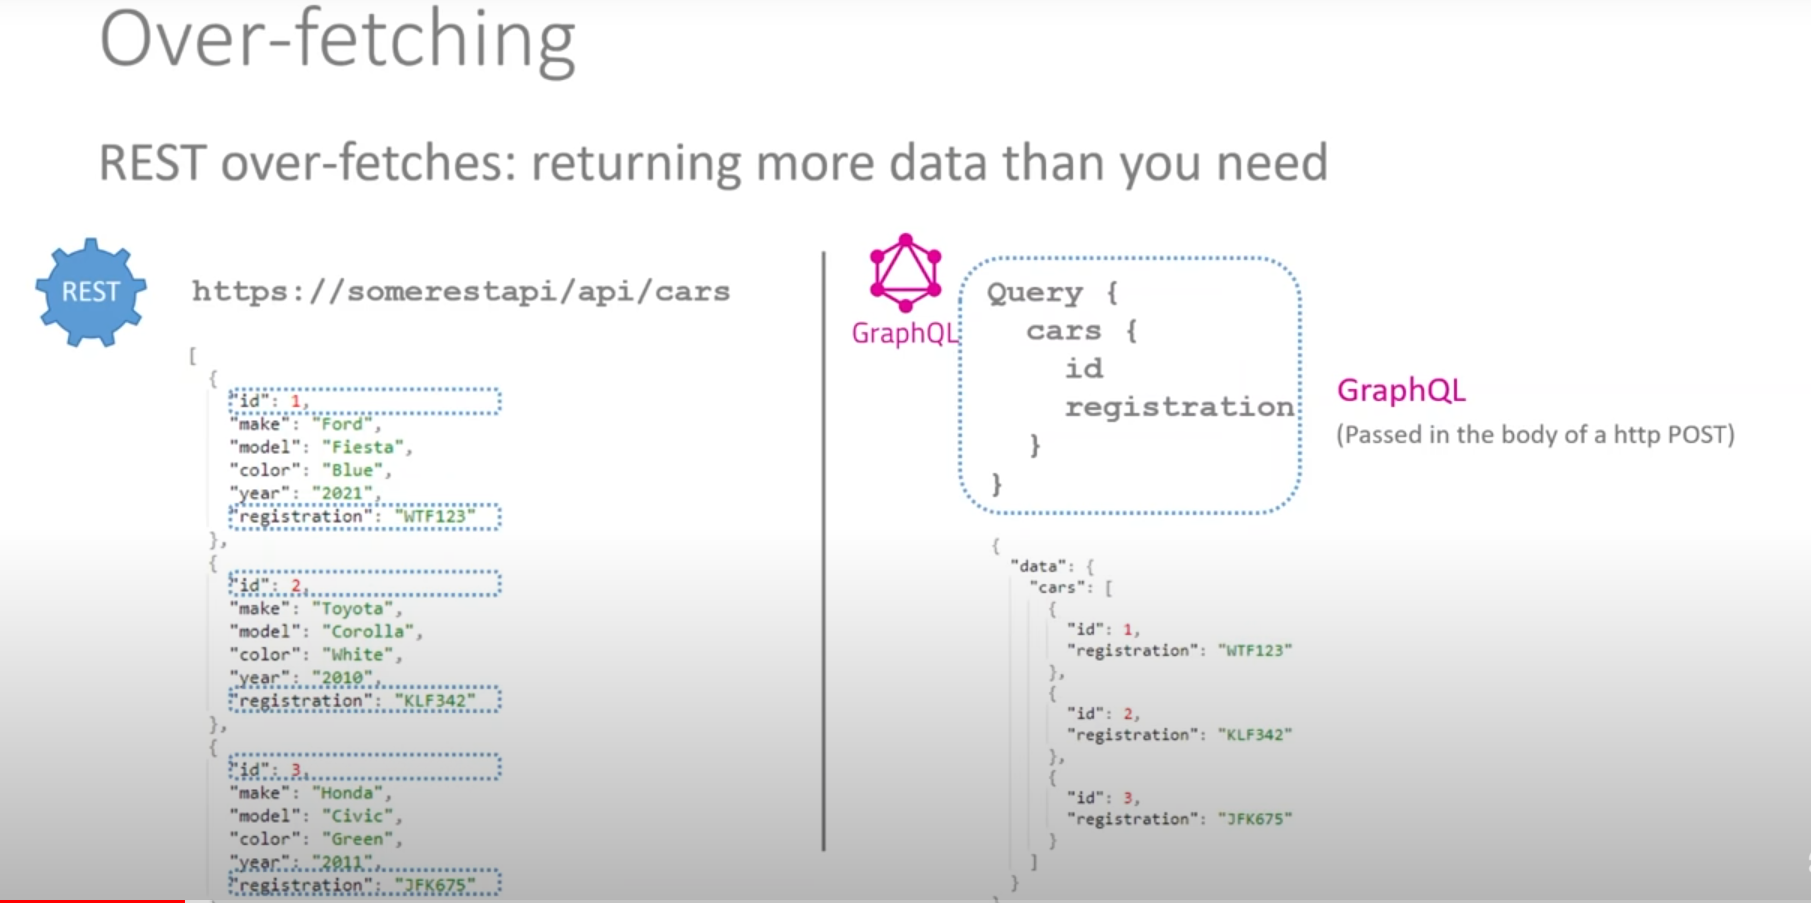 Over-fetching
REST over-fetches: returning more data than you need
REST
https://somerestapi/api/cars
[
{
"id": 1,
"make": "Ford",
"model": "Fiesta",
"color": "Blue",
"year": "2021",
"registration": "WTF123"
},
{
"id": 2,
"make": "Toyota",
"model": "Corolla",
"color": "White",
"year": "2010",
"registration": "KLF342"
},
{
"id": 3,
"make": "Honda",
"model": "Civic",
"color": "Green",
"year": "2011",
"registration": "JFK675"
GraphQL
Query {
cars {
id
registration
}
}
GraphQL
(Passed in the body of a http POST)
{
"data": {
"cars": [
{
"id": 1,
"registration": "WTF123"
},
{
"id": 2,
"registration": "KLF342"
},
{
"id": 3,
"registration": "JFK675"
}
]
}